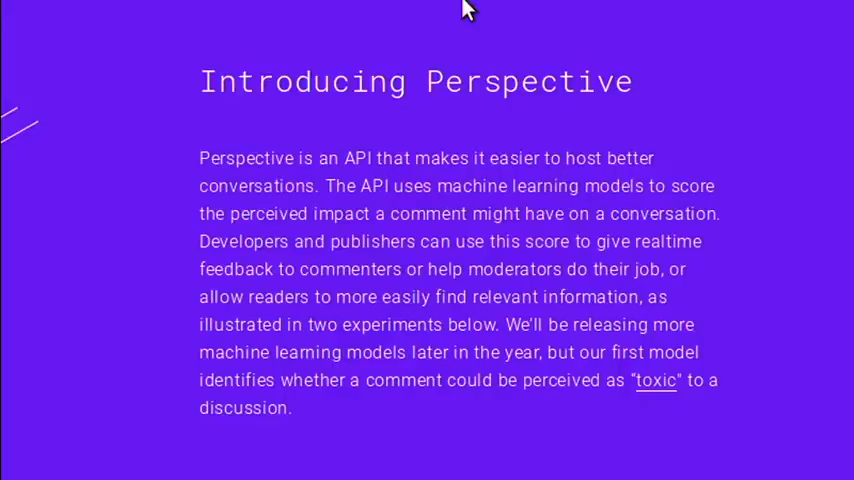 Introducing Perspective
Perspective is an API that makes it easier to host better
conversations. The API uses machine learning models to score
the perceived impact a comment might have on a conversation.
Developers and publishers can use this score to give realtime
feedback to commenters or help moderators do their job, or
allow readers to more easily find relevant information, as
illustrated in two experiments below. We'll be releasing more
machine learning models later in the year, but our first model
identifies whether a comment could be perceived as “toxic" to a
discussion.